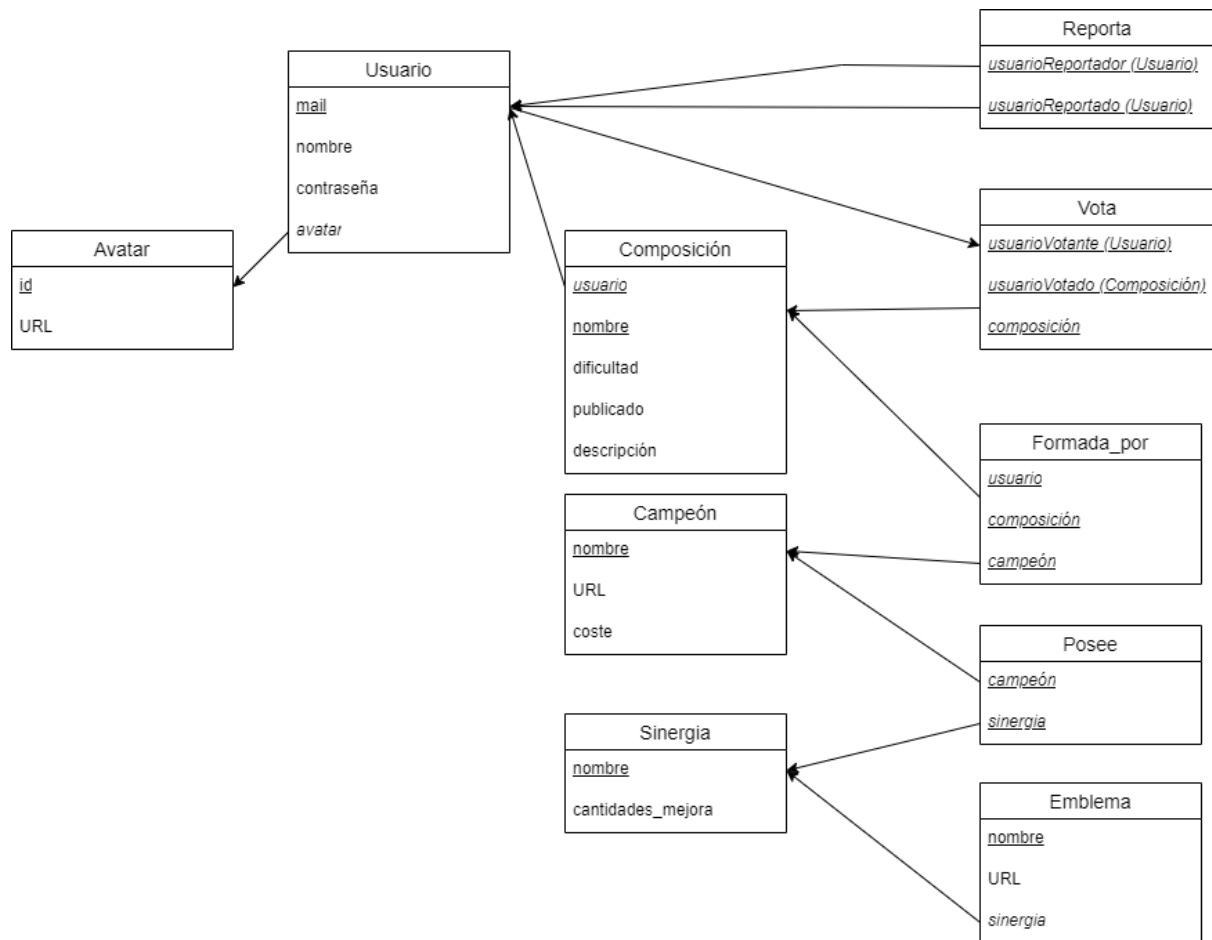 Reporta
usuarioReportador (Usuario)
usuarioReportado (Usuario)
Usuario
mail
nombre
contraseña
avatar
Vota
usuarioVotante (Usuario)
usuarioVotado (Composición)
composición
Avatar
id
URL
Composición
usuario
nombre
dificultad
publicado
descripción
Formada_por
usuario
composición
campeón
Campeón
nombre
URL
coste
Posee
campeón
sinergia
Sinergia
nombre
cantidades_mejora
Emblema
nombre
URL
sinergia